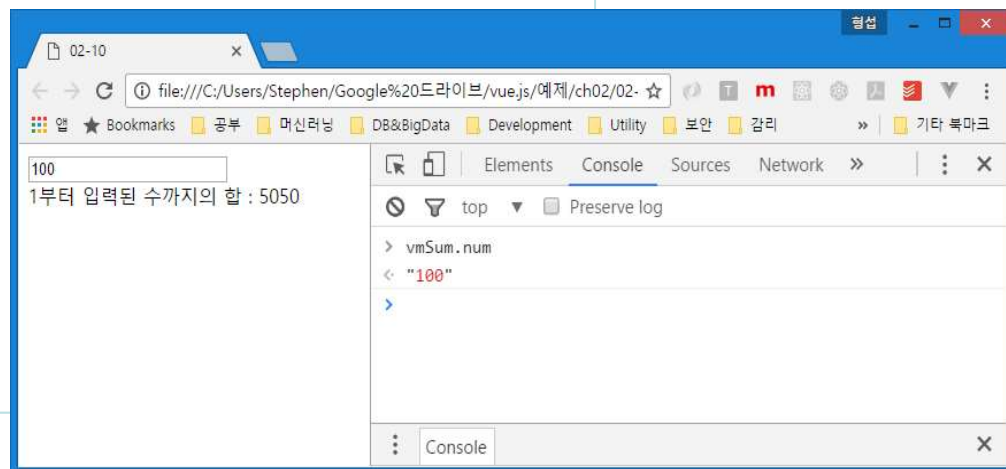 형섭
02-10
file:///C:/Users/Stephen/Google%20드라이브/vue.js/예제/ch02/02-
앱 Bookmarks 공부 머신러닝 DB&BigData Development Utility 보안 감리 » 기타 북마크
100
1부터 입력된 수까지의 합 : 5050
Elements Console Sources Network »
top Preserve log
> vmSum.num
"100"
>
Console